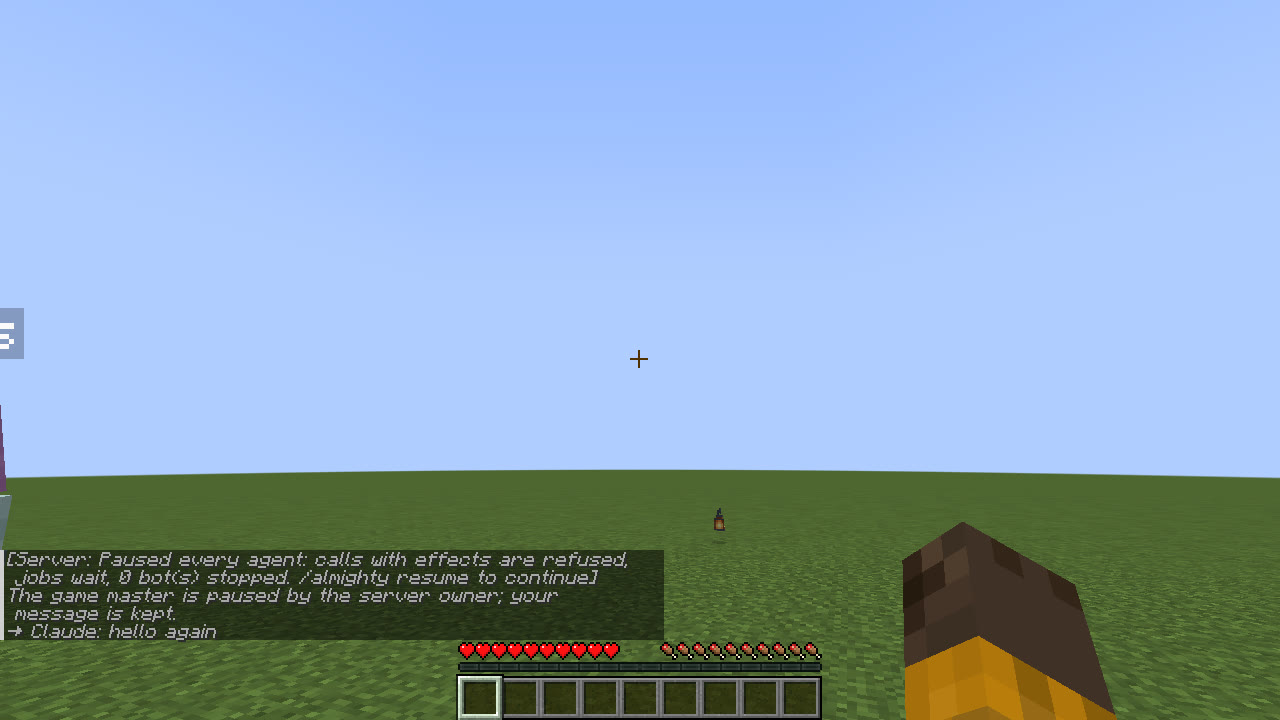 S
[Server: Paused every agent: calls with effects are refused,
jobs wait, 0 bot(s) stopped. /almighty resume to continue]
The game master is paused by the server owner; your
message is kept.
→ Claude: hello again